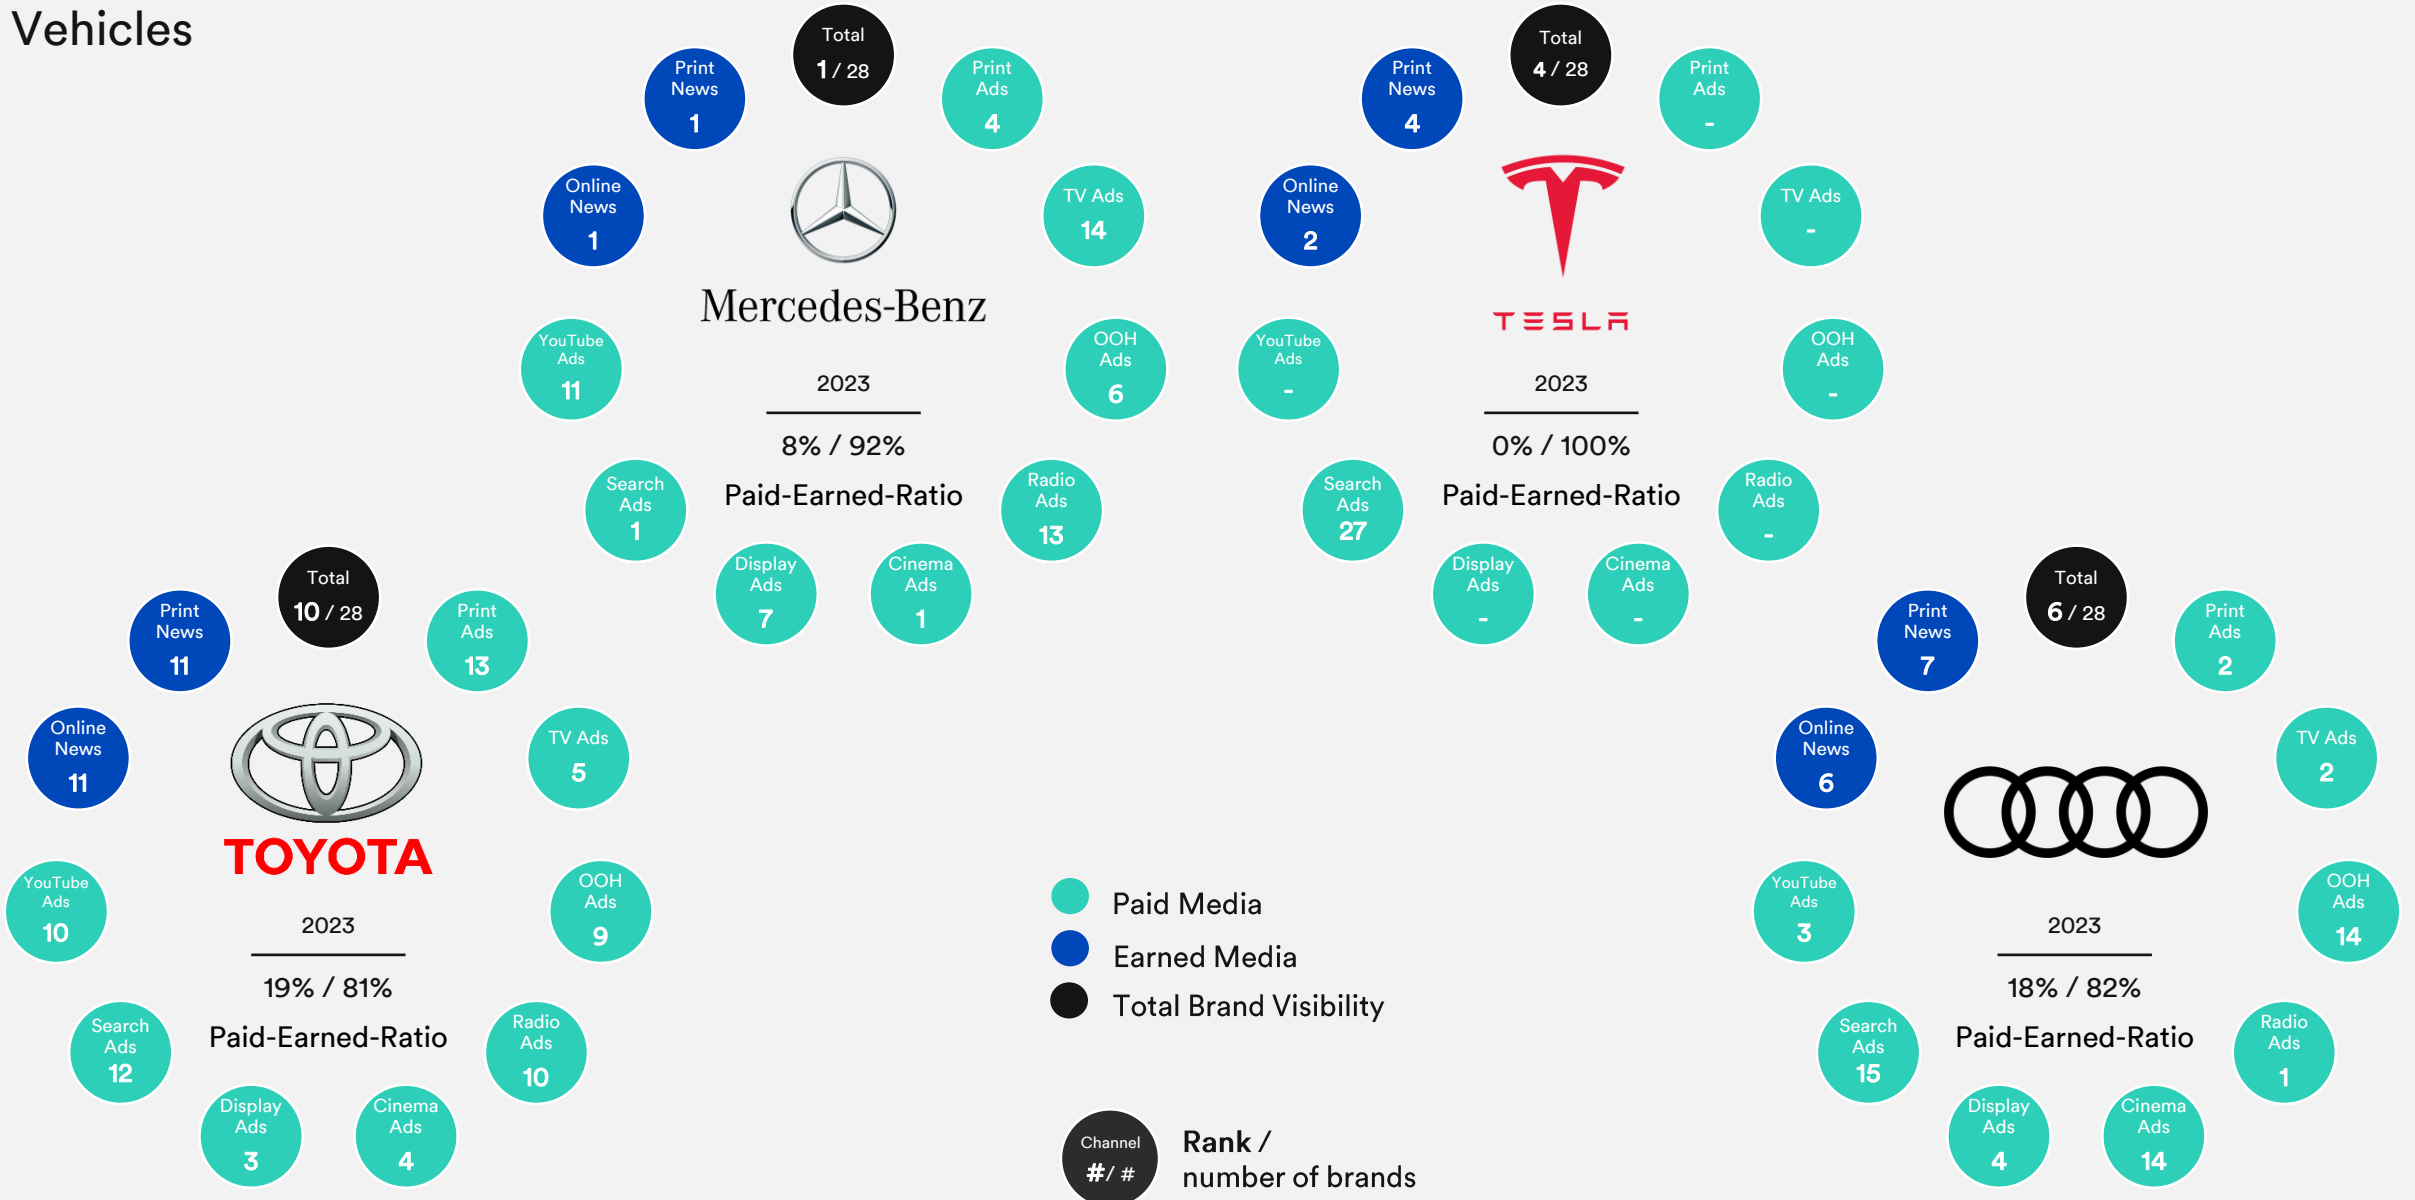 Vehicles
Total
1 / 28
Print
News
1
Print
Ads
4
Online
News
1
TV Ads
14
Mercedes-Benz
YouTube
Ads
11
OOH
Ads
6
2023
8% / 92%
Paid-Earned-Ratio
Search
Ads
1
Radio
Ads
13
Display
Ads
7
Cinema
Ads
1
Total
4 / 28
Print
News
4
Print
Ads
-
Online
News
2
TV Ads
-
TESLA
YouTube
Ads
-
OOH
Ads
-
2023
0% / 100%
Paid-Earned-Ratio
Search
Ads
27
Radio
Ads
-
Display
Ads
-
Cinema
Ads
-
Total
10 / 28
Print
News
11
Print
Ads
13
Online
News
11
TV Ads
5
TOYOTA
YouTube
Ads
10
OOH
Ads
9
2023
19% / 81%
Paid-Earned-Ratio
Search
Ads
12
Radio
Ads
10
Display
Ads
3
Cinema
Ads
4
Paid Media
Earned Media
Total Brand Visibility
Channel
#/ #
Rank /
number of brands
Total
6 / 28
Print
News
7
Print
Ads
2
Online
News
6
TV Ads
2
YouTube
Ads
3
OOH
Ads
14
2023
18% / 82%
Paid-Earned-Ratio
Search
Ads
15
Radio
Ads
1
Display
Ads
4
Cinema
Ads
14